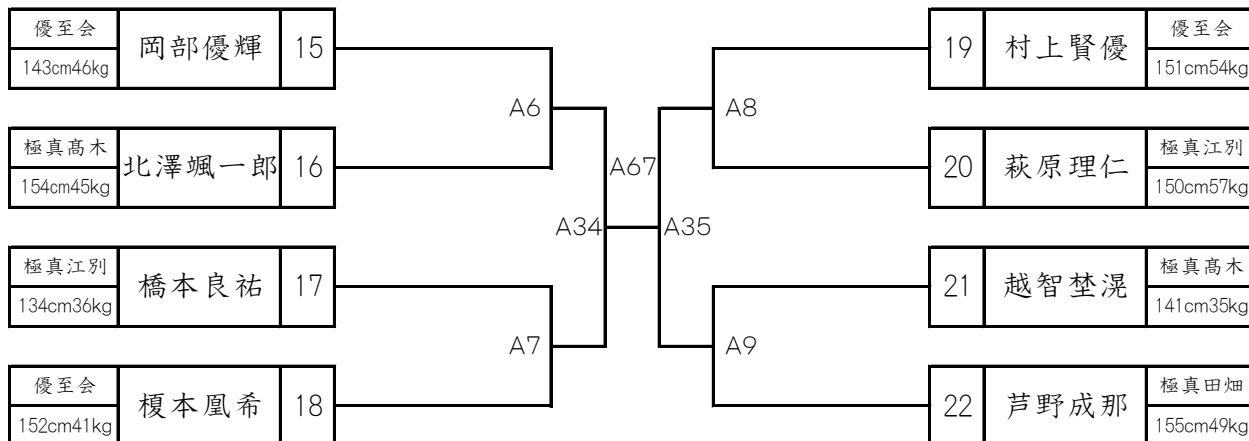 優至会
岡部優輝
15
143cm46kg
極真髙木
北澤颯一郎
16
154cm45kg
極真江別
橋本良祐
17
134cm36kg
優至会
榎本凰希
18
152cm41kg
A6
A7
A34
A67
A35
A8
A9
19
村上賢優
優至会
151cm54kg
20
萩原理仁
極真江別
150cm57kg
21
越智埜滉
極真髙木
141cm35kg
22
芦野成那
極真田畑
155cm49kg